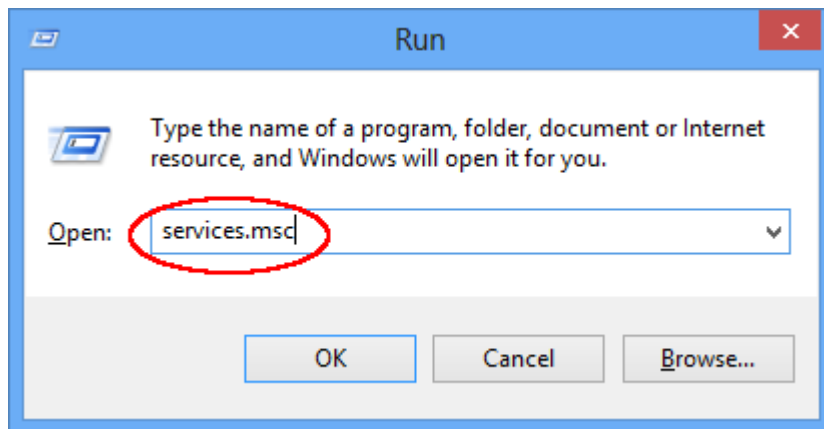 Run
Type the name of a program, folder, document or Internet
resource, and Windows will open it for you.
Open: services.msc
OK Cancel Browse...